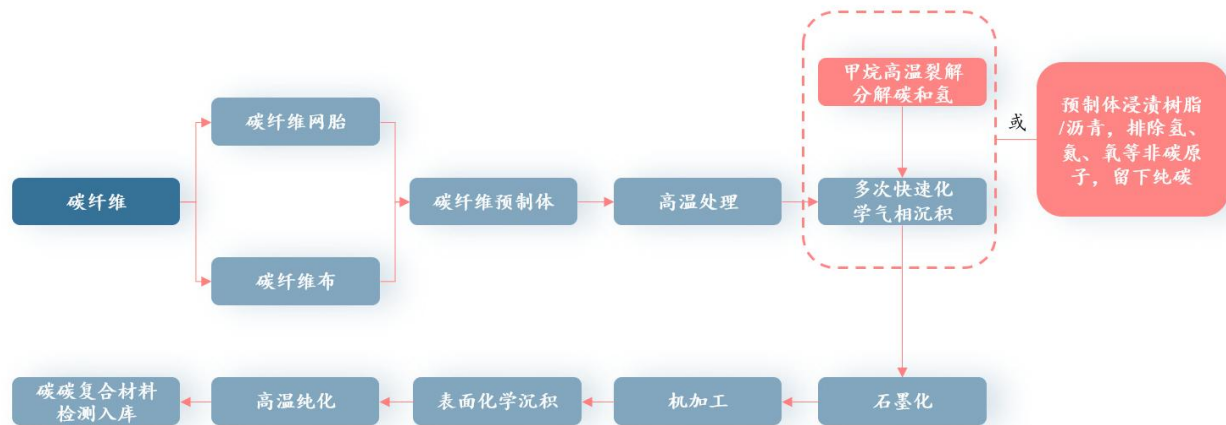 碳纤维
碳纤维网胎
碳纤维布
碳纤维预制体
高温处理
甲烷高温裂解
分解碳和氢
多次快速化
学气相沉积
或
预制体浸渍树脂
/沥青，排除氢、
氮、氧等非碳原
子，留下纯碳
石墨化
机加工
表面化学沉积
高温纯化
碳碳复合材料
检测入库